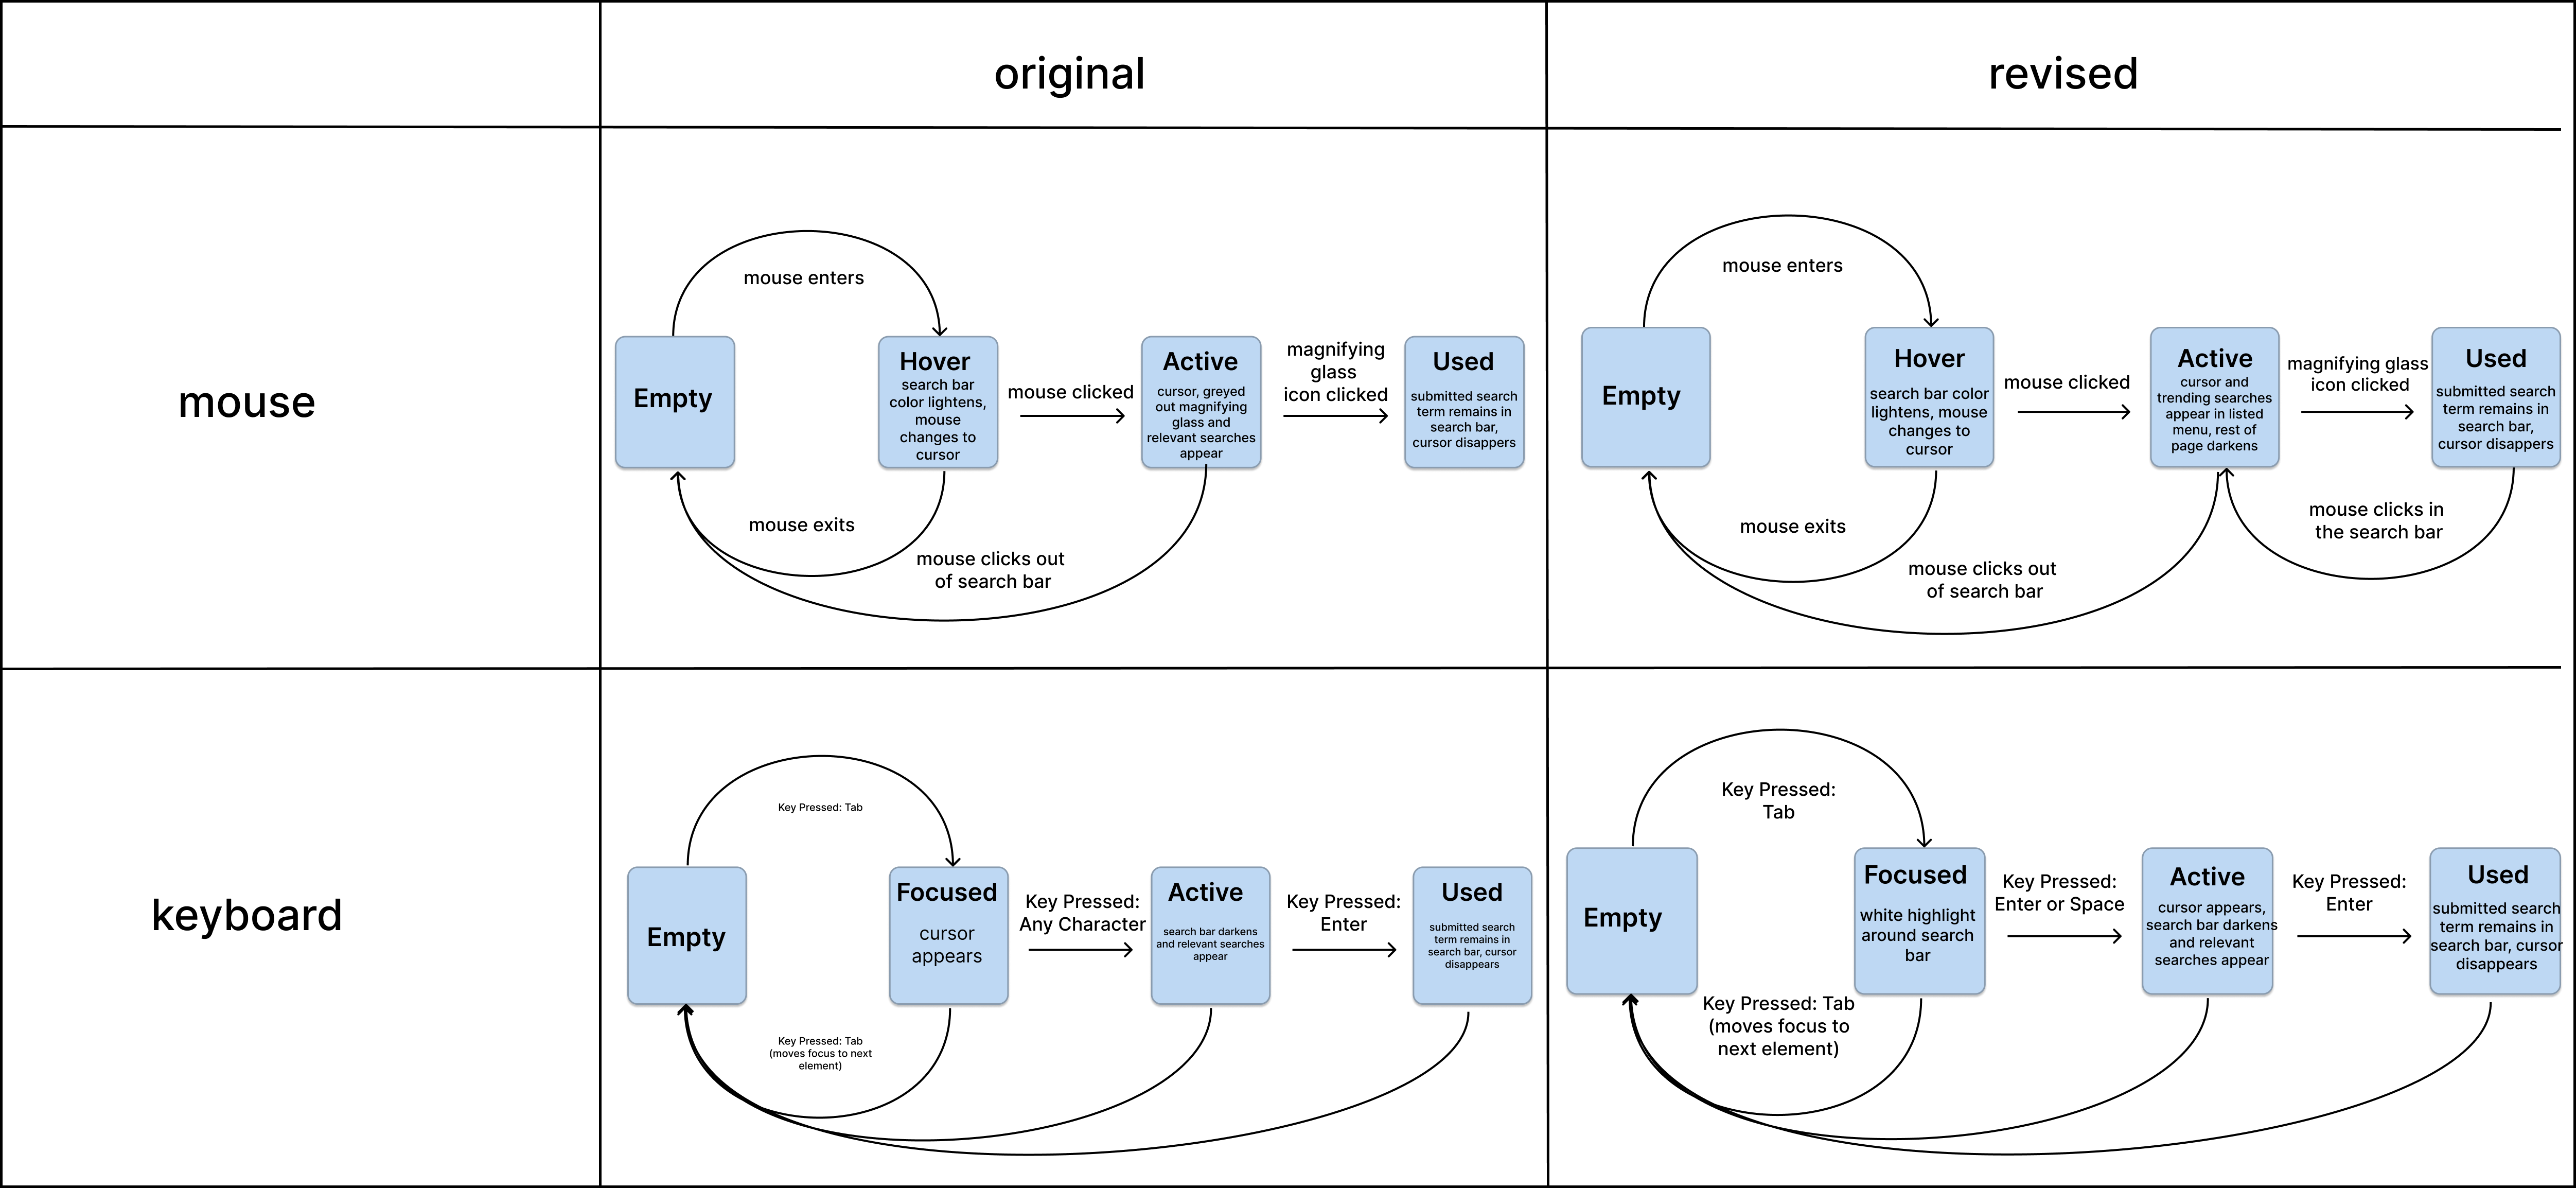 original
revised
mouse
mouse enters
Empty
Hover
search bar
color lightens,
mouse
changes to
cursor
mouse clicked
Active
cursor, greyed
out magnifying
glass and
relevant searches
appear
magnifying
glass
icon clicked
Used
submitted search
term remains in
search bar,
cursor disappers
mouse exits
mouse clicks out
of search bar
mouse enters
Empty
Hover
search bar color
lightens, mouse
changes to
cursor
mouse clicked
Active
cursor and
trending searches
appear in listed
menu, rest of
page darkens
magnifying glass
icon clicked
Used
submitted search
term remains in
search bar,
cursor disappers
mouse exits
mouse clicks out
of search bar
mouse clicks in
the search bar
keyboard
Key Pressed: Tab
Empty
Focused
cursor
appears
Key Pressed:
Any Character
Active
search bar darkens
and relevant searches
appear
Key Pressed:
Enter
Used
submitted search
term remains in
search bar, cursor
disappears
Key Pressed: Tab
(moves focus to next
element)
Key Pressed:
Tab
Empty
Focused
white highlight
around search
bar
Key Pressed:
Enter or Space
Active
cursor appears,
search bar darkens
and relevant
searches appear
Key Pressed:
Enter
Used
submitted search
term remains in
search bar, cursor
disappears
Key Pressed: Tab
(moves focus to
next element)